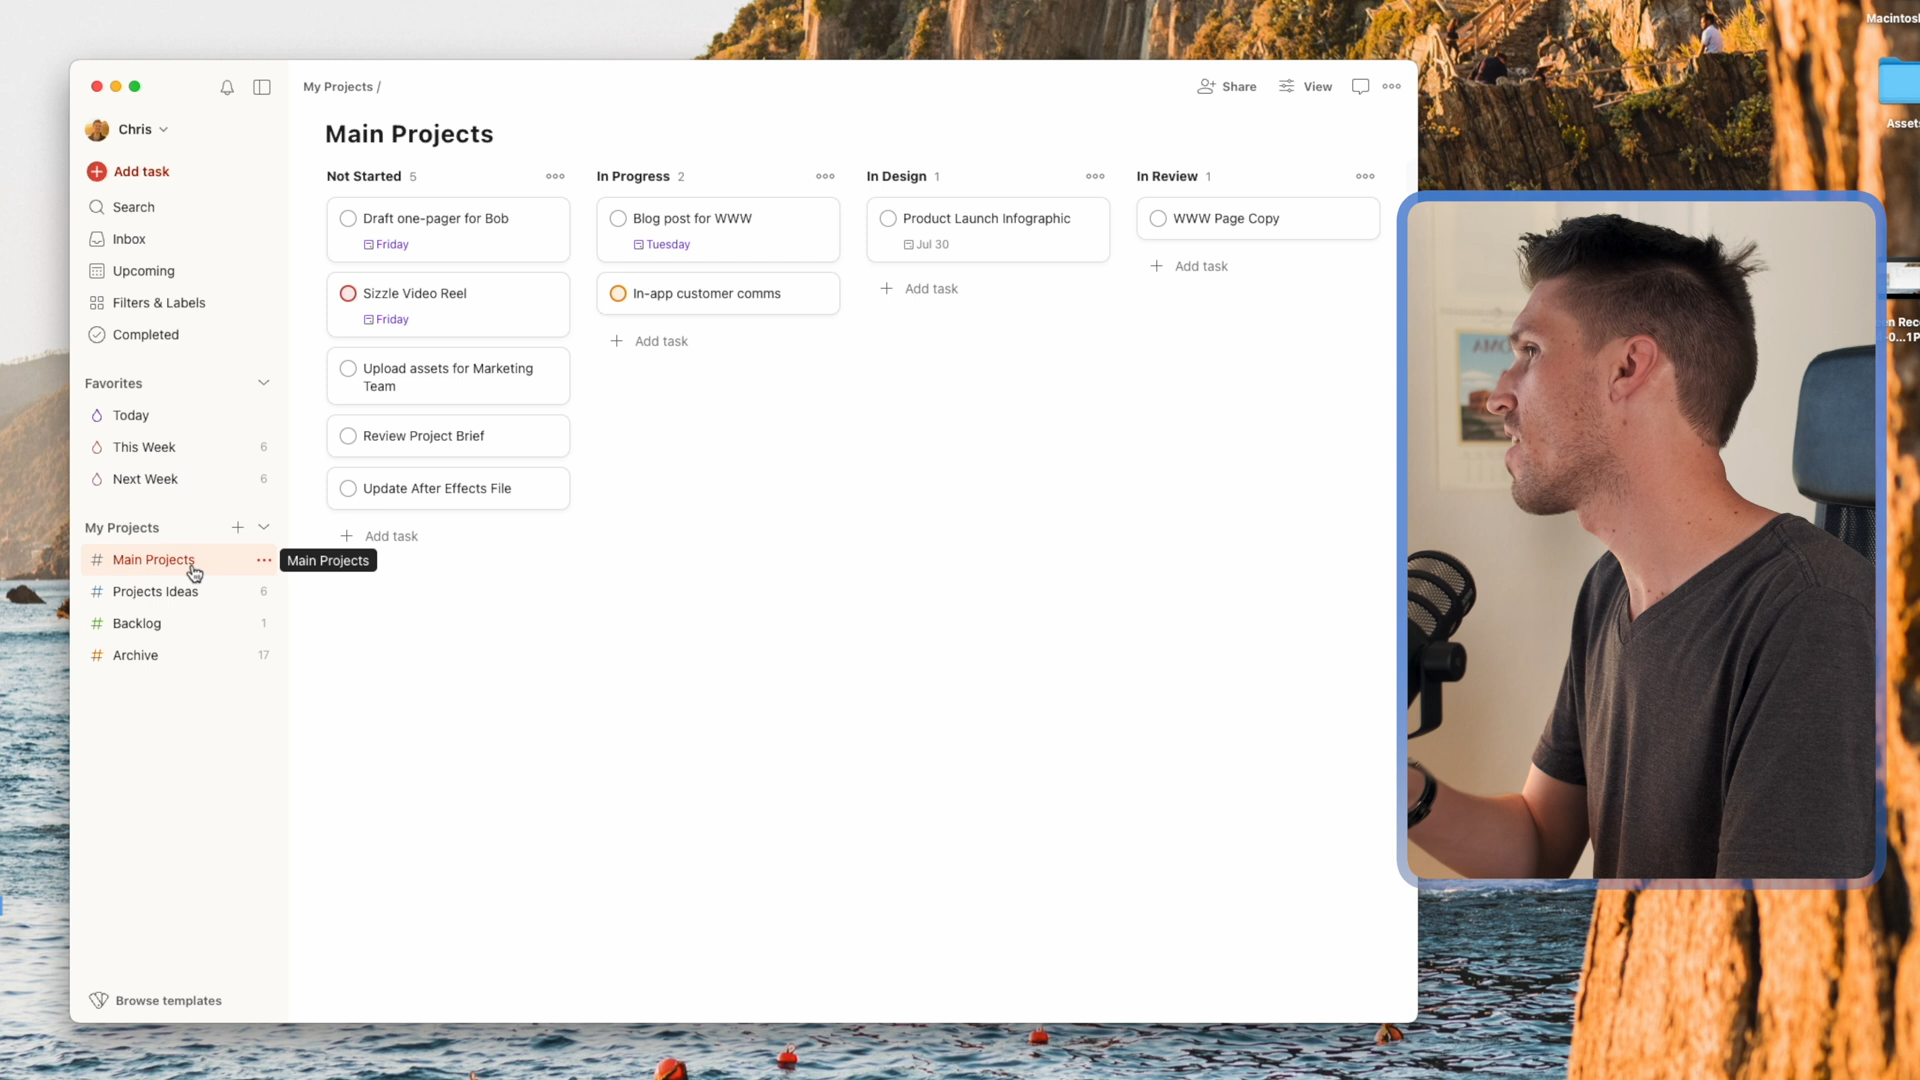 Macintosh
Assets
My Projects /
Share
View
Chris
Main Projects
Add task
Not Started 5
In Progress 2
In Design 1
In Review 1
Search
Draft one-pager for Bob
Blog post for WWW
Product Launch Infographic
WWW Page Copy
Inbox
Friday
Tuesday
Jul 30
Upcoming
Add task
Sizzle Video Reel
In-app customer comms
Add task
Filters & Labels
Friday
Completed
Add task
Upload assets for Marketing
Team
Favorites
Today
Review Project Brief
This Week 6
Next Week 6
Update After Effects File
My Projects
Add task
Main Projects
Main Projects
Projects Ideas 6
Backlog 1
Archive 17
Browse templates